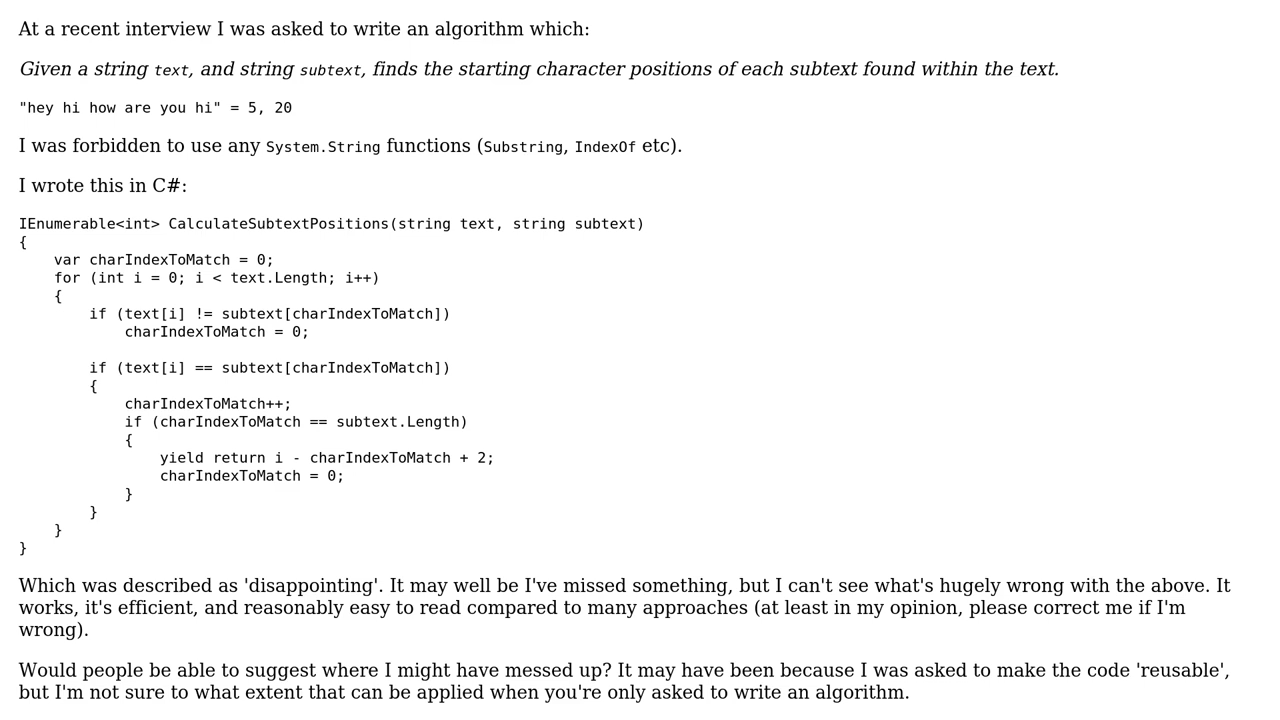 At a recent interview I was asked to write an algorithm which:
Given a string text, and string subtext, finds the starting character positions of each subtext found within the text.
"hey hi how are you hi" = 5, 20
I was forbidden to use any System.String functions (Substring, IndexOf etc).
I wrote this in C#:
IEnumerable<int> CalculateSubtextPositions(string text, string subtext)
{
    var charIndexToMatch = 0;
    for (int i = 0; i < text.Length; i++)
    {
        if (text[i] != subtext[charIndexToMatch])
            charIndexToMatch = 0;

        if (text[i] == subtext[charIndexToMatch])
        {
            charIndexToMatch++;
            if (charIndexToMatch == subtext.Length)
            {
                yield return i - charIndexToMatch + 2;
                charIndexToMatch = 0;
            }
        }
    }
}
Which was described as 'disappointing'. It may well be I've missed something, but I can't see what's hugely wrong with the above. It
works, it's efficient, and reasonably easy to read compared to many approaches (at least in my opinion, please correct me if I'm
wrong).
Would people be able to suggest where I might have messed up? It may have been because I was asked to make the code 'reusable',
but I'm not sure to what extent that can be applied when you're only asked to write an algorithm.